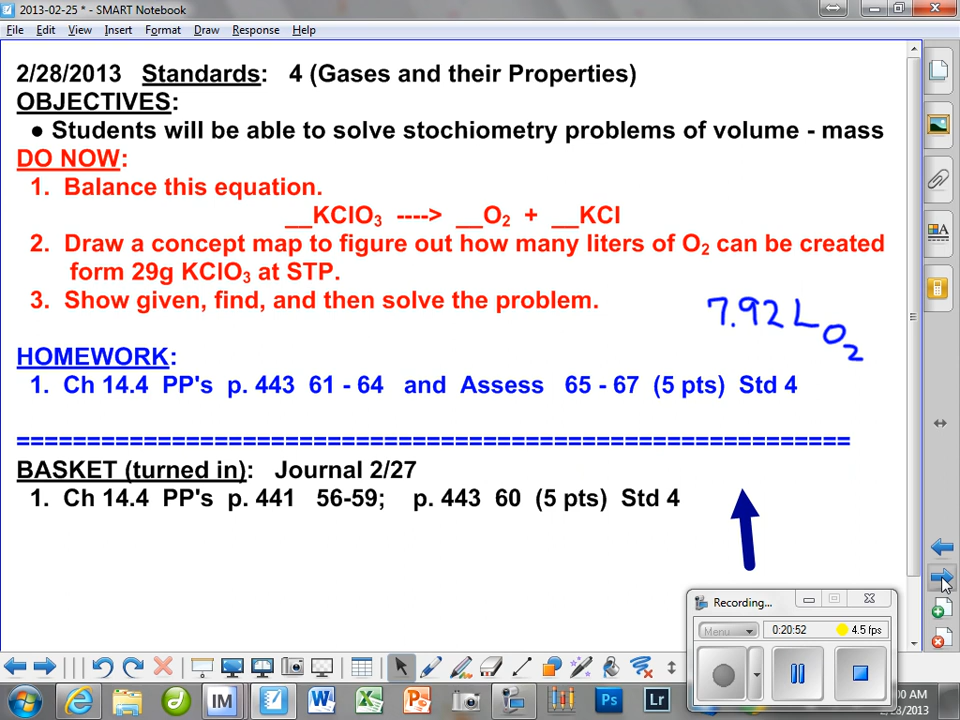 2013-02-25 * - SMART Notebook
File Edit View Insert Format Draw Response Help
2/28/2013 Standards: 4 (Gases and their Properties)
OBJECTIVES:
● Students will be able to solve stochiometry problems of volume - mass
DO NOW:
1. Balance this equation.
__KClO₃ ----> __O₂ + __KCl
2. Draw a concept map to figure out how many liters of O₂ can be created
form 29g KClO₃ at STP.
3. Show given, find, and then solve the problem.
7.92 L O₂
HOMEWORK:
1. Ch 14.4 PP's p. 443 61 - 64 and Assess 65 - 67 (5 pts) Std 4
===========================================================
BASKET (turned in): Journal 2/27
1. Ch 14.4 PP's p. 441 56-59; p. 443 60 (5 pts) Std 4
Recording...
Menu 0:20:52 4.5 fps
IM Ps Lr
:00 AM
2/28/2013